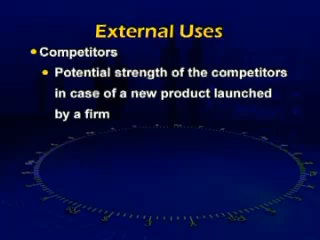 External Uses
Competitors
Potential strength of the competitors
in case of a new product launched
by a firm